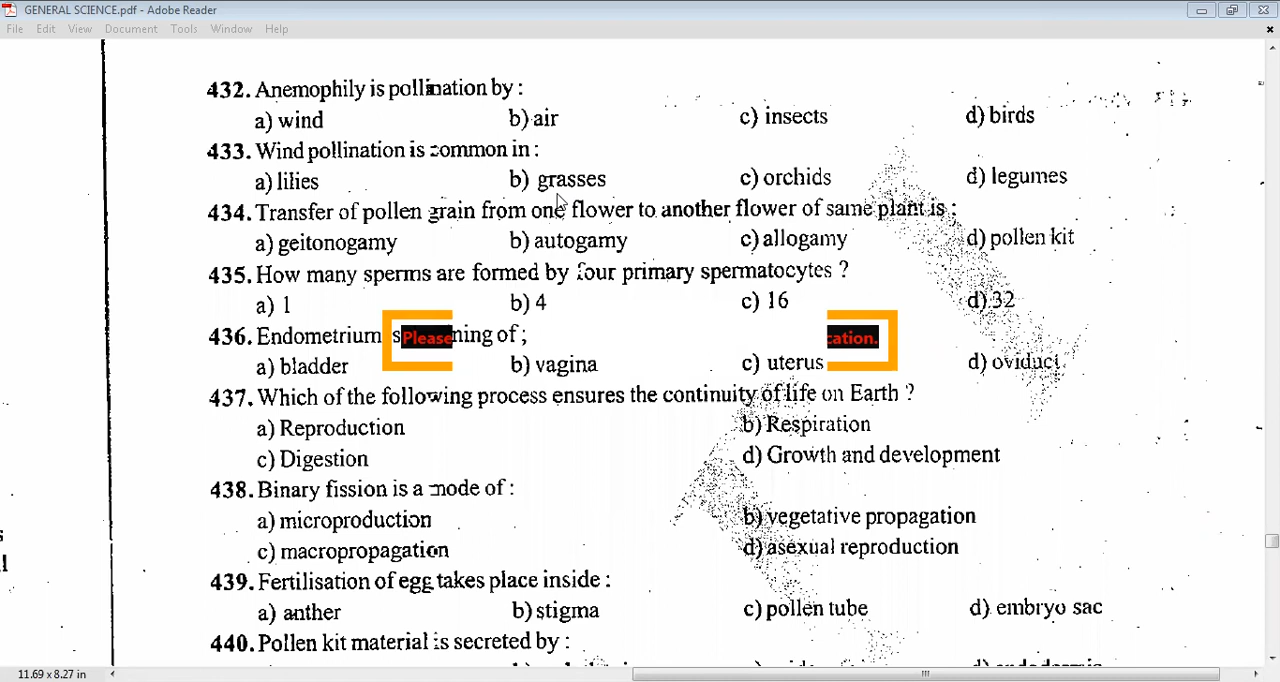 GENERAL SCIENCE.pdf - Adobe Reader
File Edit View Document Tools Window Help
432. Anemophily is pollination by :
a) wind b) air c) insects d) birds
433. Wind pollination is common in :
a) lilies b) grasses c) orchids d) legumes
434. Transfer of pollen grain from one flower to another flower of same plant is ;
a) geitonogamy b) autogamy c) allogamy d) pollen kit
435. How many sperms are formed by four primary spermatocytes ?
a) 1 b) 4 c) 16 d) 32
436. Endometrium is Please ning of ; cation.
a) bladder b) vagina c) uterus d) oviduct
437. Which of the following process ensures the continuity of life on Earth ?
a) Reproduction b) Respiration
c) Digestion d) Growth and development
438. Binary fission is a mode of :
a) microproduction b) vegetative propagation
c) macropropagation d) asexual reproduction
439. Fertilisation of egg takes place inside :
a) anther b) stigma c) pollen tube d) embryo sac
440. Pollen kit material is secreted by :
11.69 x 8.27 in